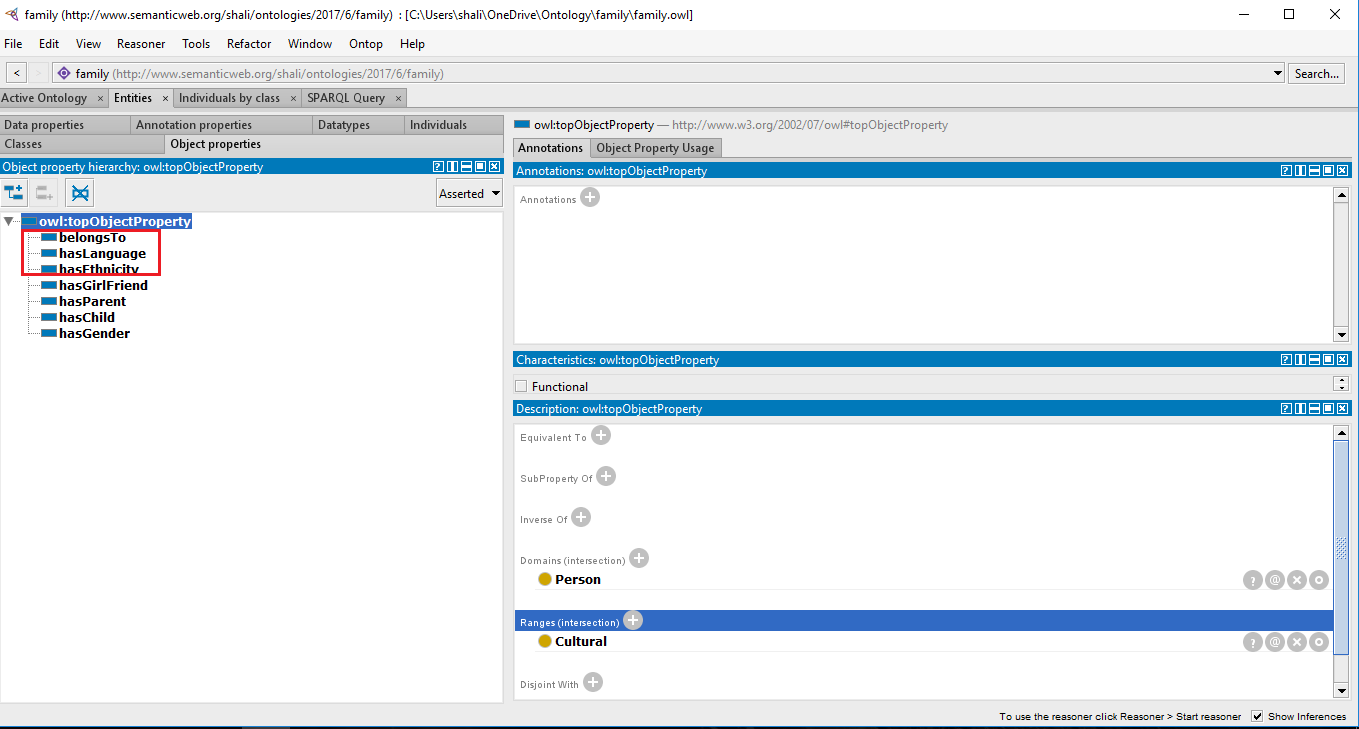 family (http://www.semanticweb.org/shali/ontologies/2017/6/family) : [C:\Users\shali\OneDrive\Ontology\family\family.owl]
File Edit View Reasoner Tools Refactor Window Ontop Help
< > family (http://www.semanticweb.org/shali/ontologies/2017/6/family) Search...
Active Ontology × Entities × Individuals by class × SPARQL Query ×
Data properties Annotation properties Datatypes Individuals
Classes Object properties
Object property hierarchy: owl:topObjectProperty
Asserted
owl:topObjectProperty
belongsTo
hasLanguage
hasEthnicity
hasGirlFriend
hasParent
hasChild
hasGender
owl:topObjectProperty — http://www.w3.org/2002/07/owl#topObjectProperty
Annotations Object Property Usage
Annotations: owl:topObjectProperty
Annotations
Characteristics: owl:topObjectProperty
Functional
Description: owl:topObjectProperty
Equivalent To
SubProperty Of
Inverse Of
Domains (intersection)
Person
Ranges (intersection)
Cultural
Disjoint With
To use the reasoner click Reasoner > Start reasoner Show Inferences